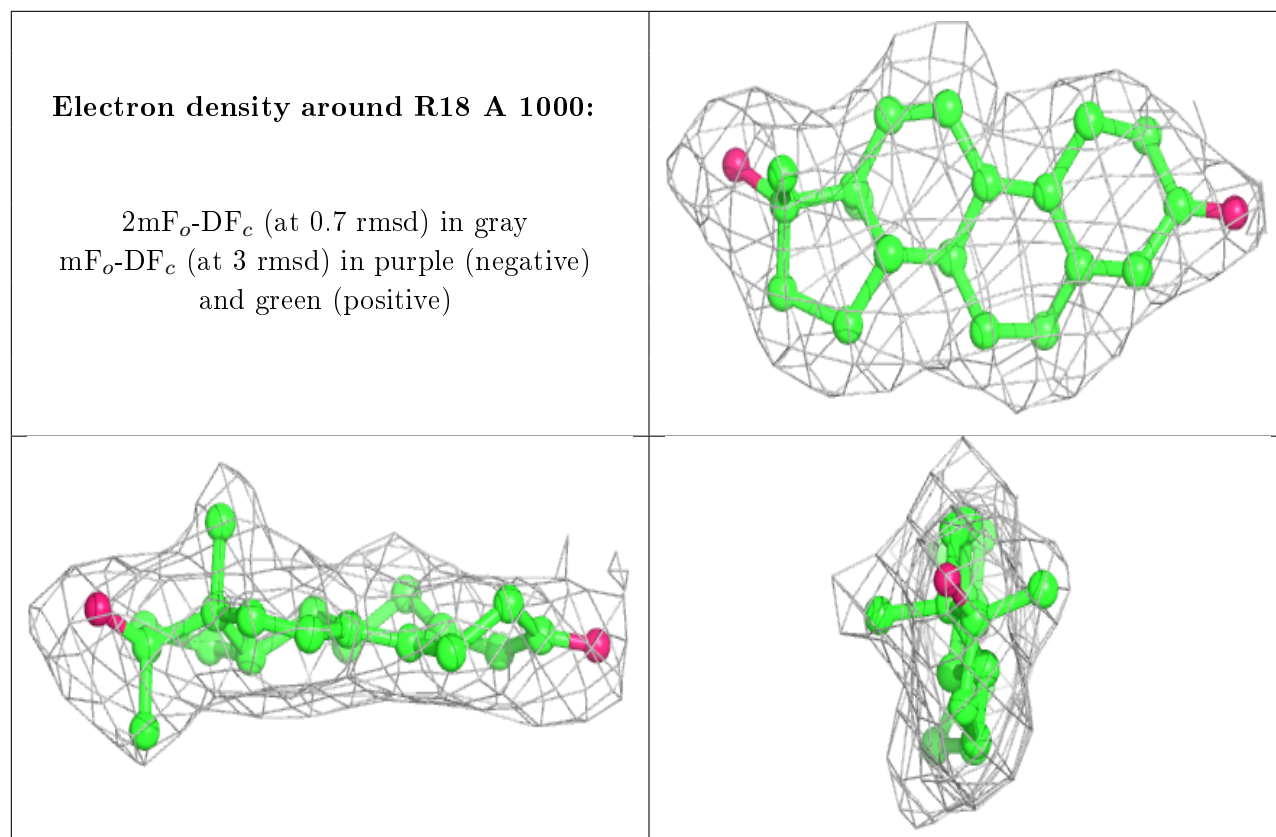 Electron density around R18 A 1000:
2mFo-DFc (at 0.7 rmsd) in gray
mFo-DFc (at 3 rmsd) in purple (negative)
and green (positive)